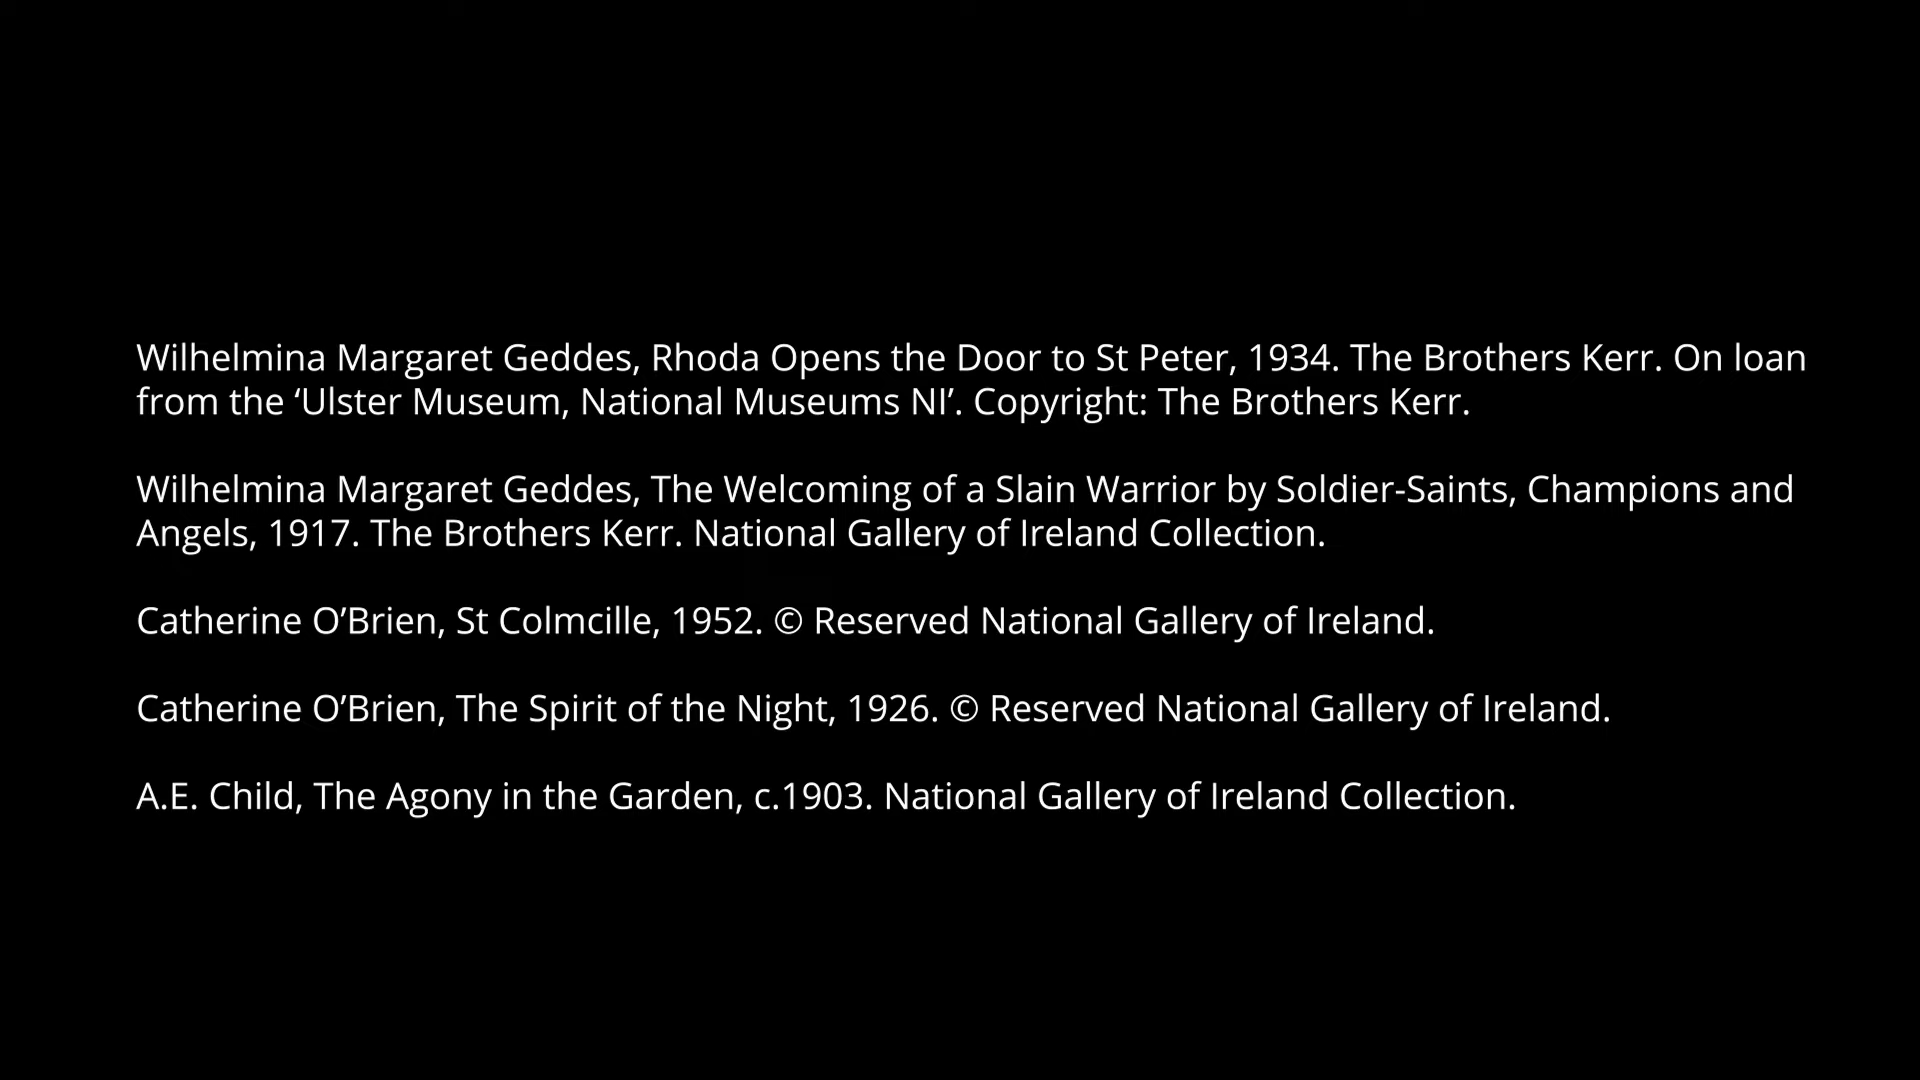 Wilhelmina Margaret Geddes, Rhoda Opens the Door to St Peter, 1934. The Brothers Kerr. On loan
from the ‘Ulster Museum, National Museums NI’. Copyright: The Brothers Kerr.
Wilhelmina Margaret Geddes, The Welcoming of a Slain Warrior by Soldier-Saints, Champions and
Angels, 1917. The Brothers Kerr. National Gallery of Ireland Collection.
Catherine O’Brien, St Colmcille, 1952. © Reserved National Gallery of Ireland.
Catherine O’Brien, The Spirit of the Night, 1926. © Reserved National Gallery of Ireland.
A.E. Child, The Agony in the Garden, c.1903. National Gallery of Ireland Collection.